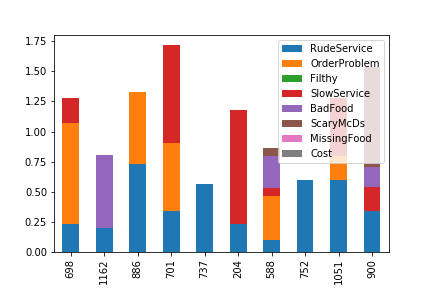 1.75
1.50
1.25
1.00
0.75
0.50
0.25
0.00
RudeService
OrderProblem
Filthy
SlowService
BadFood
ScaryMcDs
MissingFood
Cost
698
1162
886
701
737
204
588
752
1051
900